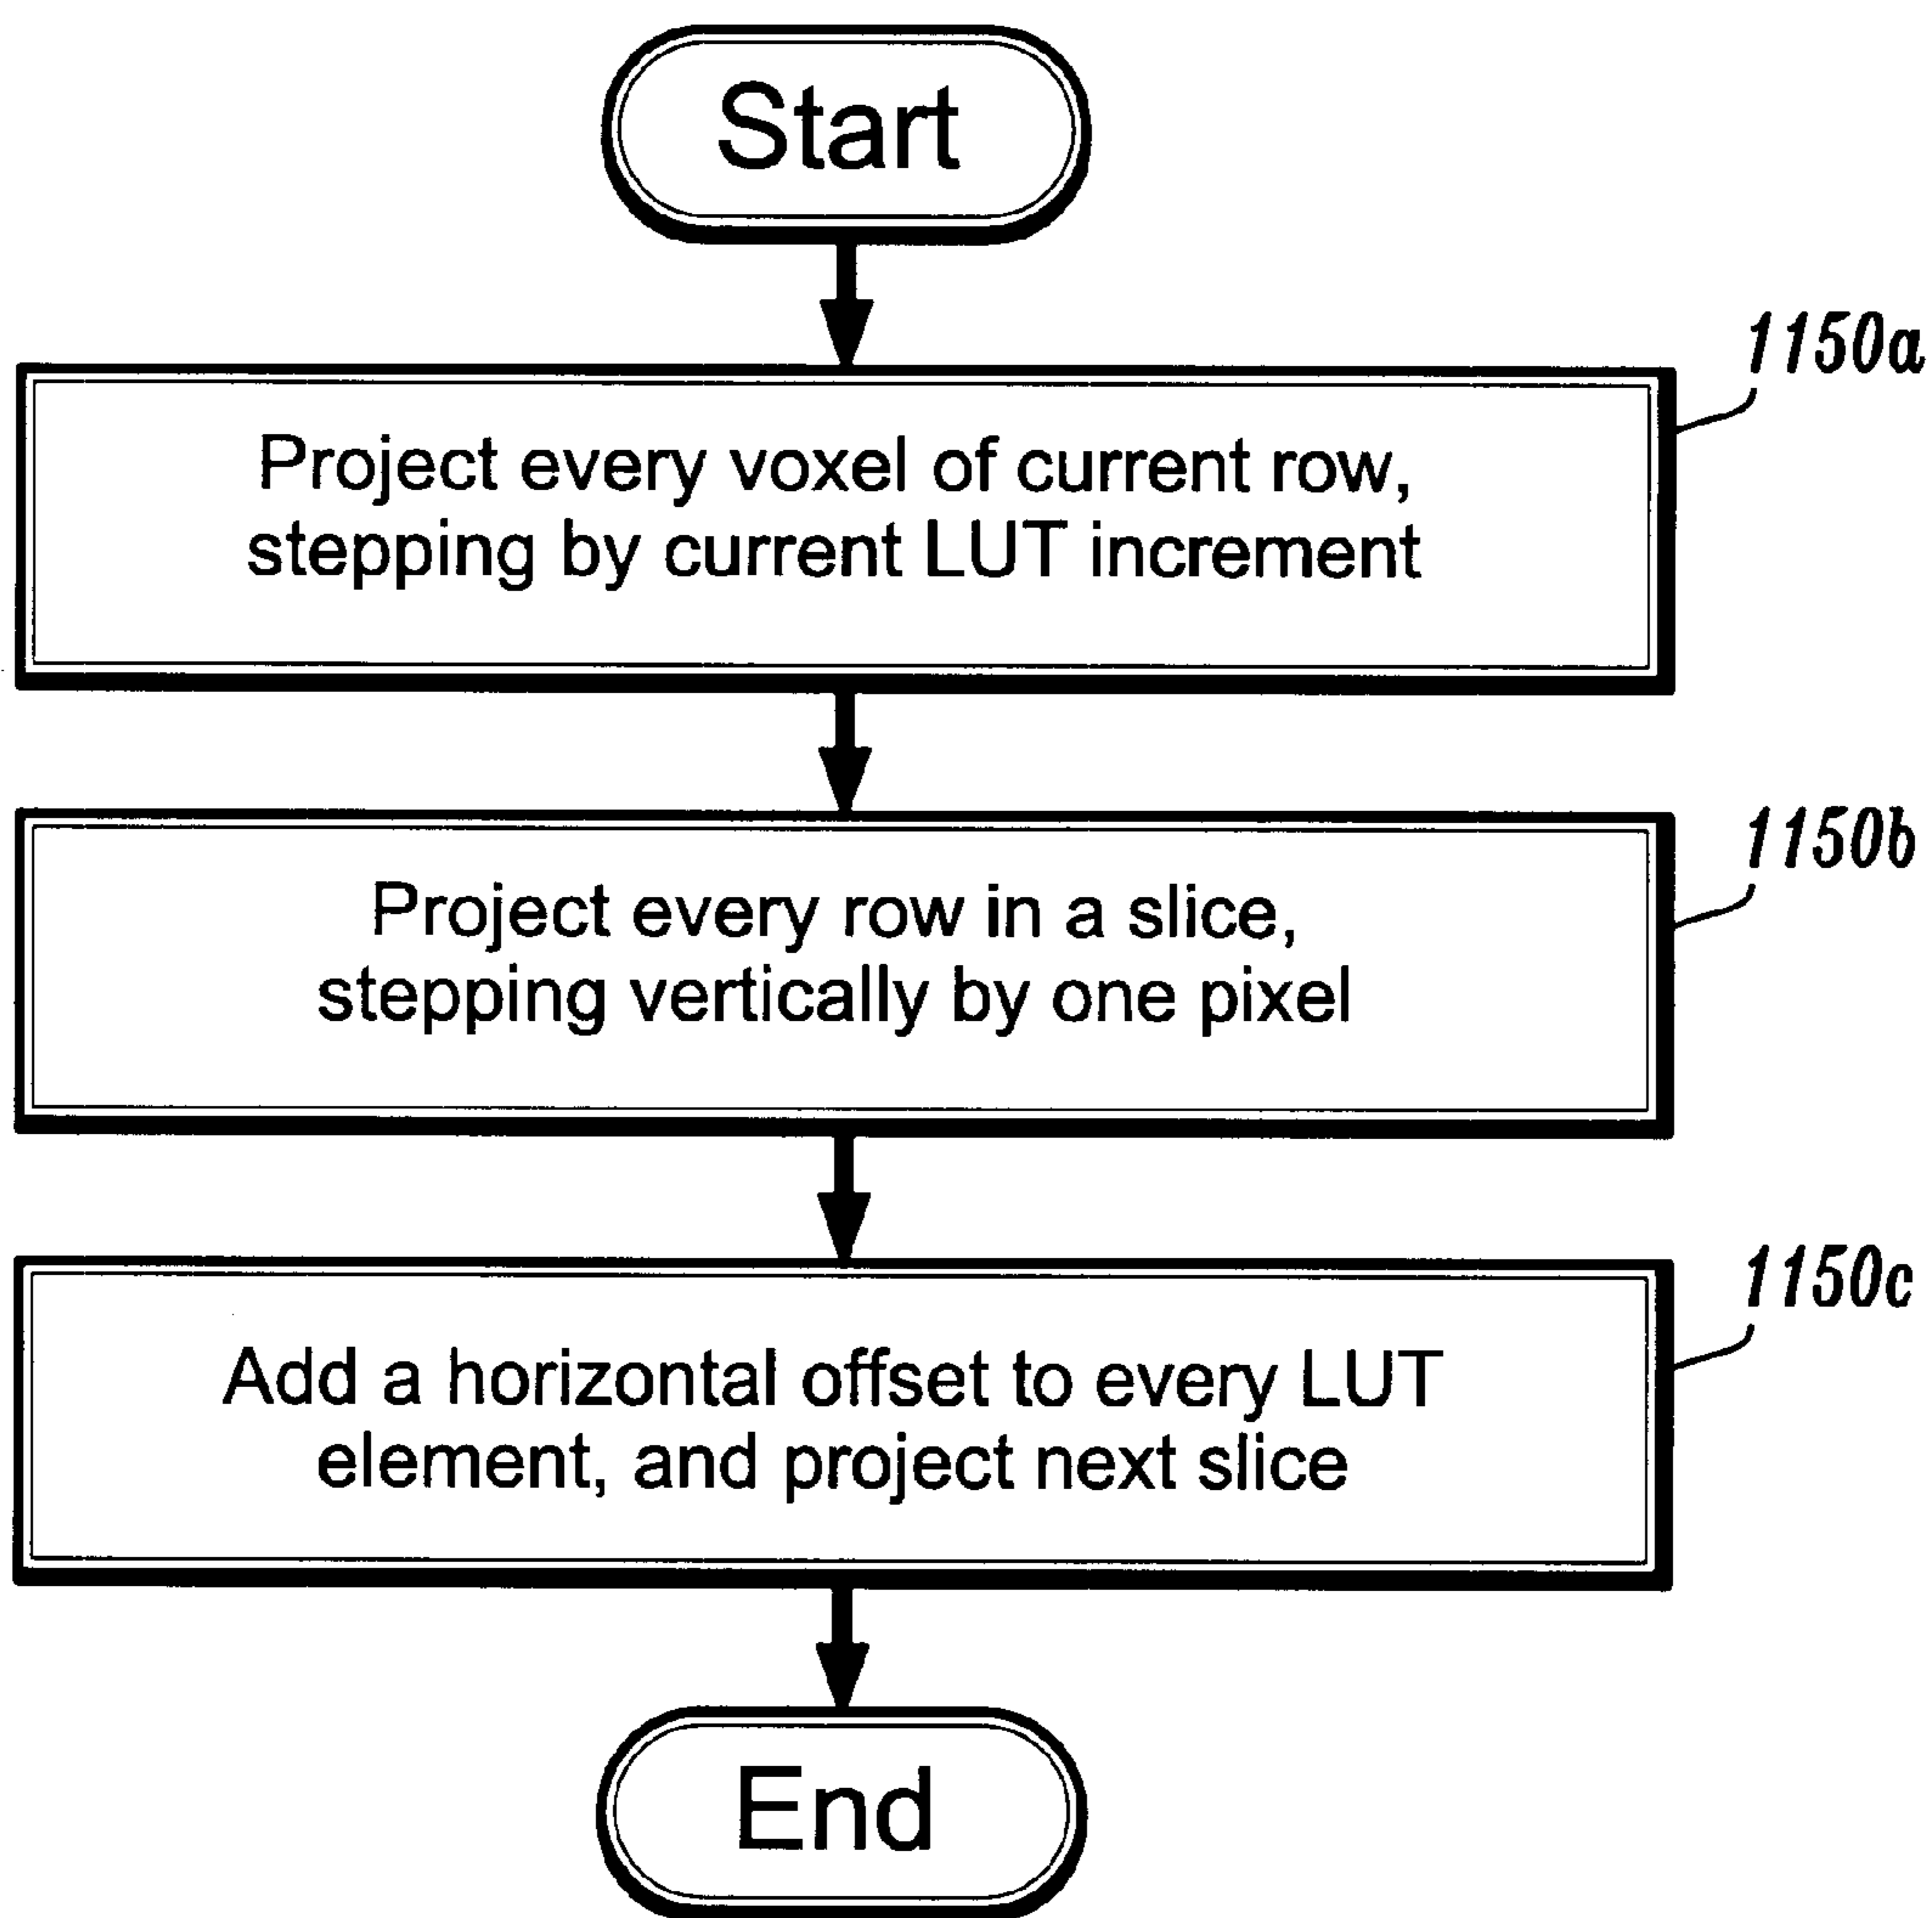 Start
1150a
Project every voxel of current row,
stepping by current LUT increment
1150b
Project every row in a slice,
stepping vertically by one pixel
1150c
Add a horizontal offset to every LUT
element, and project next slice
End